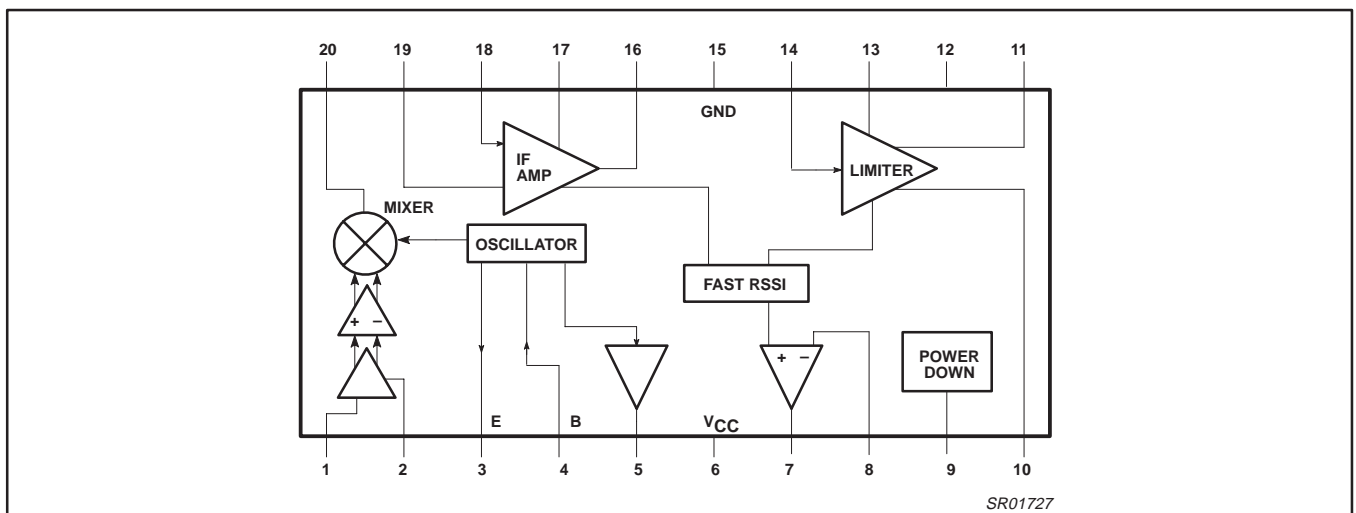 20 19 18 17 16 15 14 13 12 11
GND
IF
AMP
LIMITER
MIXER
OSCILLATOR
FAST RSSI
+ −
+ −
POWER
DOWN
E B VCC
1 2 3 4 5 6 7 8 9 10
SR01727